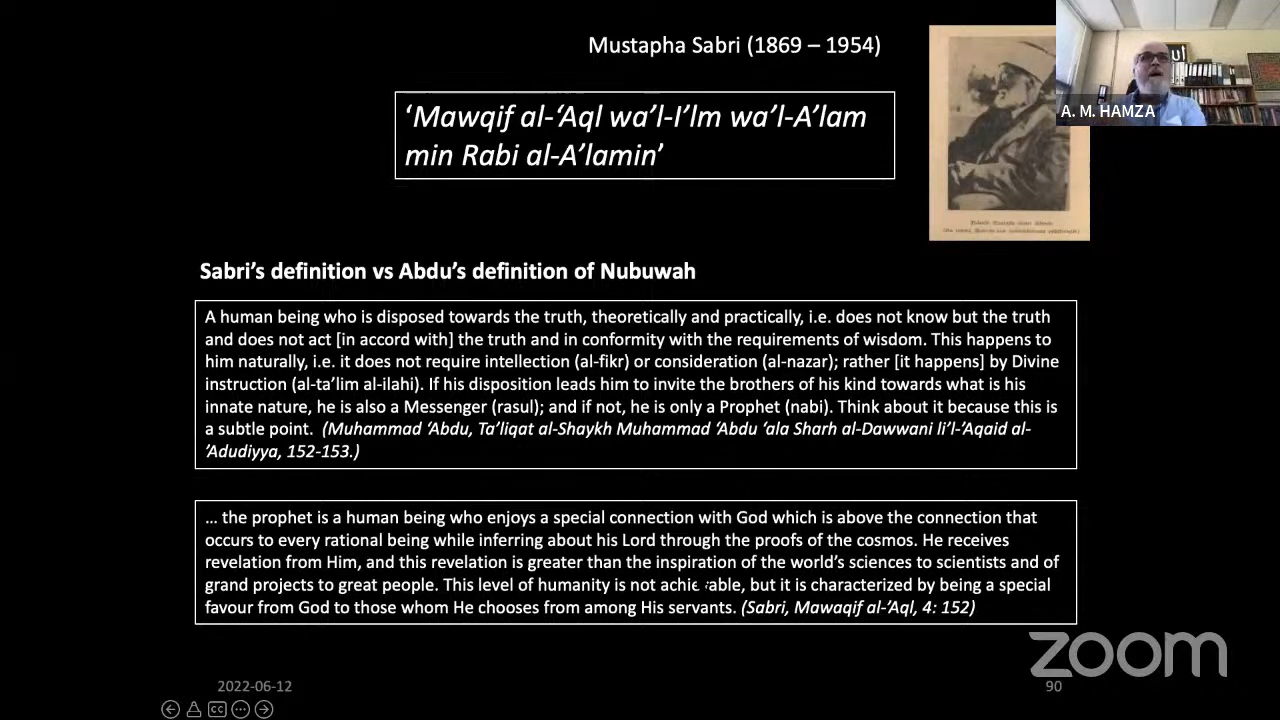 Mustapha Sabri (1869 – 1954)
A. M. HAMZA
‘Mawqif al-‘Aql wa’l-I’lm wa’l-A’lam
min Rabi al-A’lamin’
Sabri’s definition vs Abdu’s definition of Nubuwah
A human being who is disposed towards the truth, theoretically and practically, i.e. does not know but the truth
and does not act [in accord with] the truth and in conformity with the requirements of wisdom. This happens to
him naturally, i.e. it does not require intellection (al-fikr) or consideration (al-nazar); rather [it happens] by Divine
instruction (al-ta’lim al-ilahi). If his disposition leads him to invite the brothers of his kind towards what is his
innate nature, he is also a Messenger (rasul); and if not, he is only a Prophet (nabi). Think about it because this is
a subtle point. (Muhammad ‘Abdu, Ta’liqat al-Shaykh Muhammad ‘Abdu ‘ala Sharh al-Dawwani li’l-’Aqaid al-
‘Adudiyya, 152-153.)
… the prophet is a human being who enjoys a special connection with God which is above the connection that
occurs to every rational being while inferring about his Lord through the proofs of the cosmos. He receives
revelation from Him, and this revelation is greater than the inspiration of the world’s sciences to scientists and of
grand projects to great people. This level of humanity is not achievable, but it is characterized by being a special
favour from God to those whom He chooses from among His servants. (Sabri, Mawaqif al-‘Aql, 4: 152)
zoom
2022-06-12
90
CC